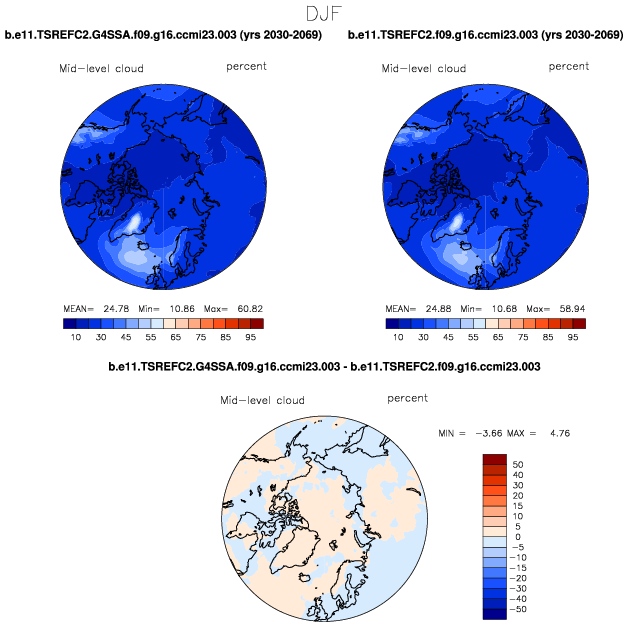 DJF
b.e11.TSREFC2.G4SSA.f09.g16.ccmi23.003 (yrs 2030-2069)
b.e11.TSREFC2.f09.g16.ccmi23.003 (yrs 2030-2069)
Mid-level cloud percent
Mid-level cloud percent
MEAN= 24.78 Min= 10.86 Max= 60.82
MEAN= 24.88 Min= 10.68 Max= 58.94
10 30 45 55 65 75 85 95
10 30 45 55 65 75 85 95
b.e11.TSREFC2.G4SSA.f09.g16.ccmi23.003 - b.e11.TSREFC2.f09.g16.ccmi23.003
Mid-level cloud percent
MIN = -3.66 MAX = 4.76
50
40
30
20
15
10
5
0
-5
-10
-15
-20
-30
-40
-50